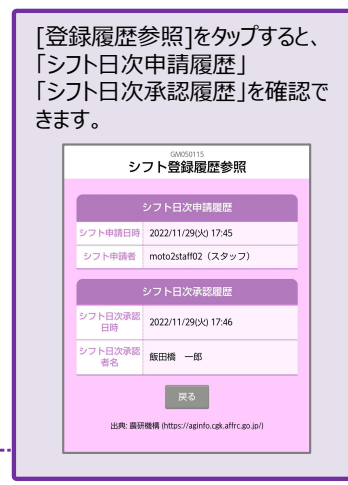 [登録履歴参照]をタップすると、
「シフト日次申請履歴」
「シフト日次承認履歴」を確認で
きます。
GM050115
シフト登録履歴参照
シフト日次申請履歴
シフト申請日時 2022/11/29(火) 17:45
シフト申請者 moto2staff02（スタッフ）
シフト日次承認履歴
シフト日次承認
日時 2022/11/29(火) 17:46
シフト日次承認
者名 飯田橋　一郎
戻る
出典: 農研機構 (https://aginfo.cgk.affrc.go.jp/)